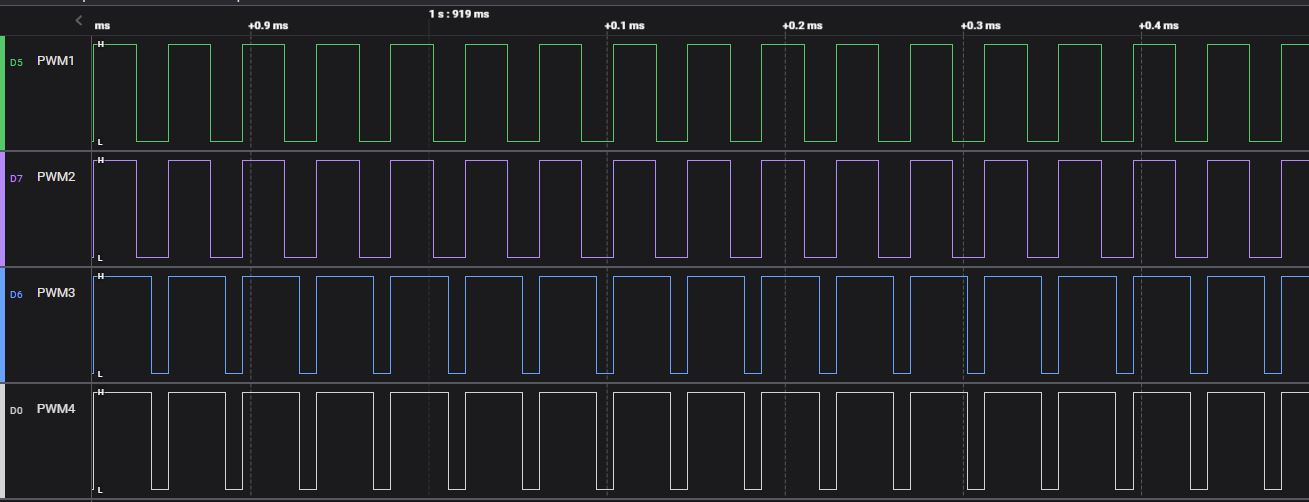 1 s : 919 ms
ms +0.9 ms +0.1 ms +0.2 ms +0.3 ms +0.4 ms
H
D5 PWM1
L
H
D7 PWM2
L
H
D6 PWM3
L
H
D0 PWM4
L